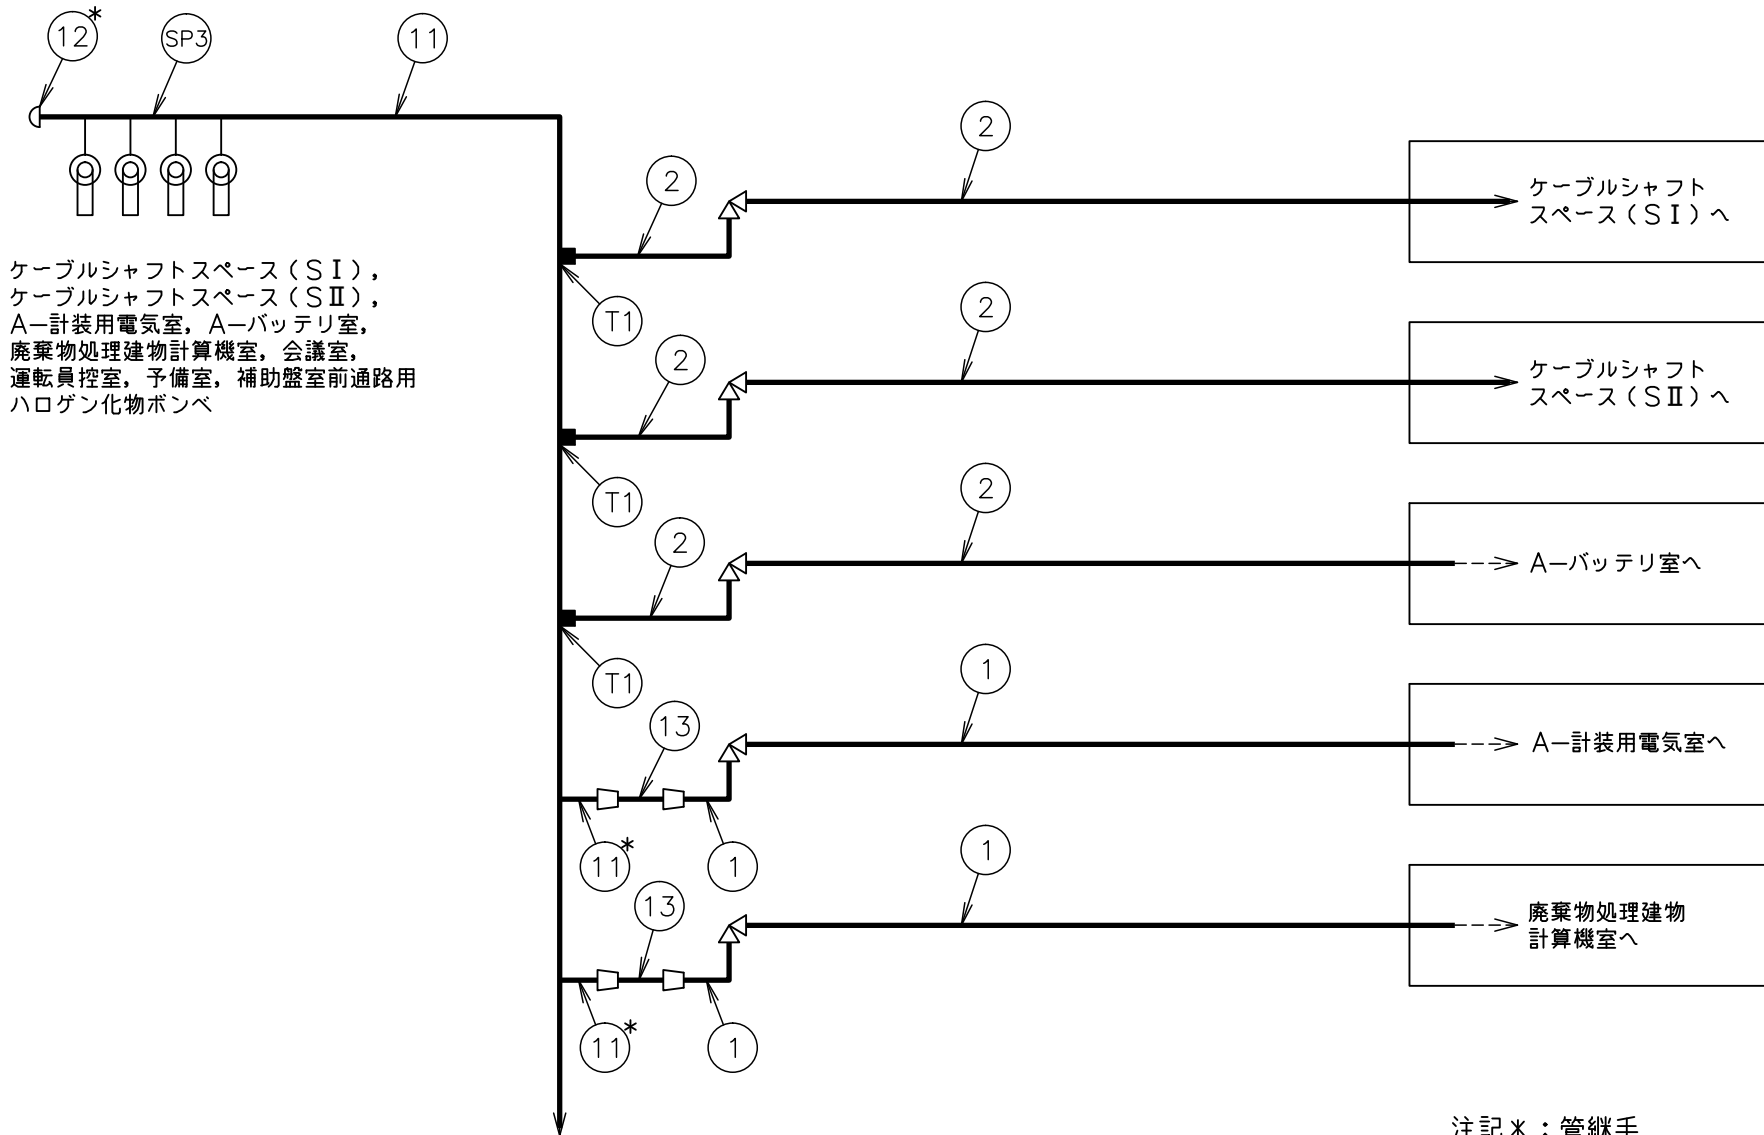 12*
SP3
11
2
2
ケーブルシャフト
スペース(SⅠ)へ
T1
ケーブルシャフトスペース(SⅠ),
ケーブルシャフトスペース(SⅡ),
A-計装用電気室,A-バッテリ室,
廃棄物処理建物計算機室,会議室,
運転員控室,予備室,補助盤室前通路用
ハロゲン化物ボンベ
2
2
ケーブルシャフト
スペース(SⅡ)へ
T1
2
2
A-バッテリ室へ
T1
13
1
A-計装用電気室へ
11*
1
13
1
廃棄物処理建物
計算機室へ
11*
1
注記*:管継手